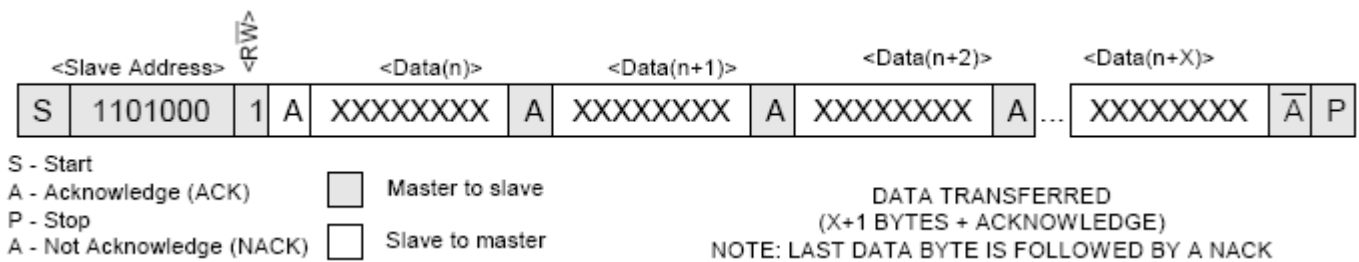 <RW̅>
<Slave Address> <Data(n)> <Data(n+1)> <Data(n+2)> <Data(n+X)>
S 1101000 1 A XXXXXXXX A XXXXXXXX A XXXXXXXX A ... XXXXXXXX A̅ P
S - Start
A - Acknowledge (ACK)
P - Stop
A - Not Acknowledge (NACK)
Master to slave
Slave to master
DATA TRANSFERRED
(X+1 BYTES + ACKNOWLEDGE)
NOTE: LAST DATA BYTE IS FOLLOWED BY A NACK